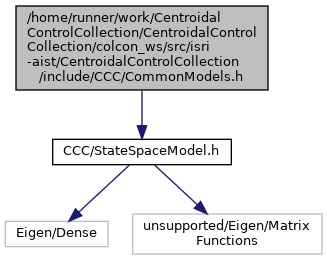 /home/runner/work/Centroidal
ControlCollection/CentroidalControl
Collection/colcon_ws/src/isri
-aist/CentroidalControlCollection
/include/CCC/CommonModels.h
CCC/StateSpaceModel.h
Eigen/Dense
unsupported/Eigen/Matrix
Functions